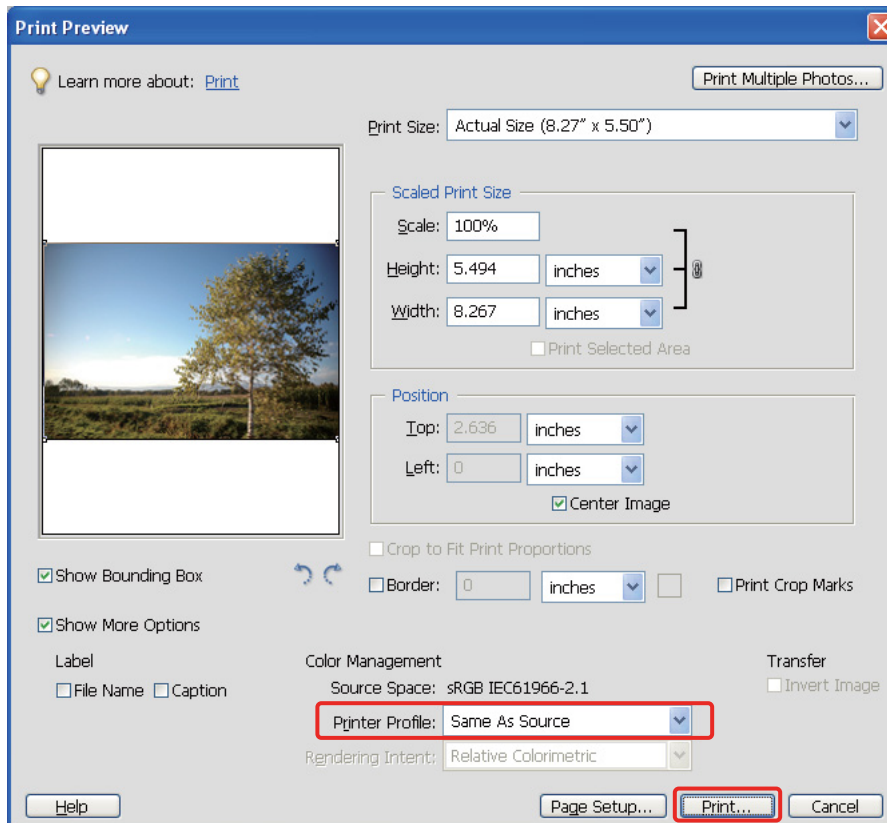 Print Preview
Learn more about: Print
Print Multiple Photos...
Print Size: Actual Size (8.27" x 5.50")
Scaled Print Size
Scale: 100%
Height: 5.494 inches
Width: 8.267 inches
Print Selected Area
Position
Top: 2.636 inches
Left: 0 inches
Center Image
Crop to Fit Print Proportions
Show Bounding Box
Border: 0 inches
Print Crop Marks
Show More Options
Label
File Name Caption
Color Management
Source Space: sRGB IEC61966-2.1
Printer Profile: Same As Source
Rendering Intent: Relative Colorimetric
Transfer
Invert Image
Help
Page Setup...
Print...
Cancel